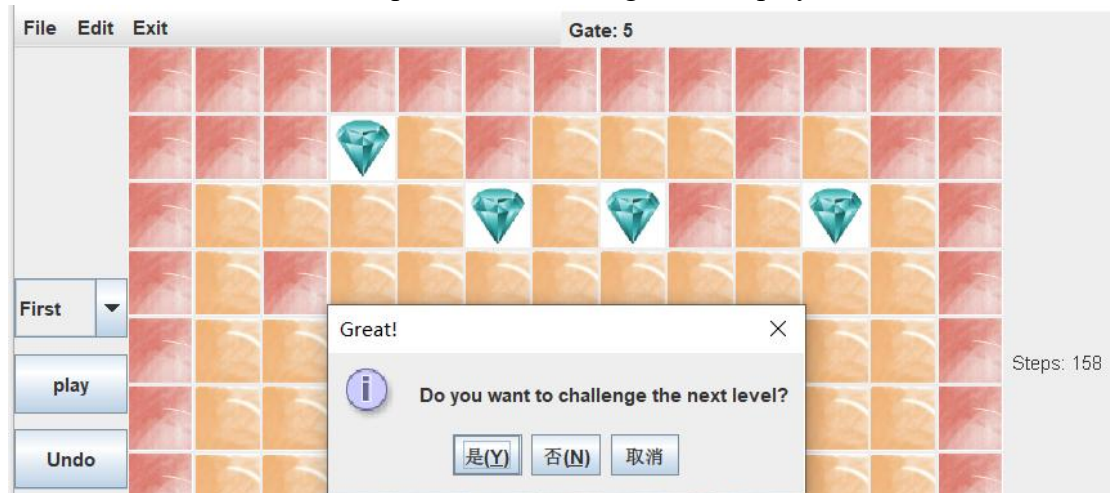 File Edit Exit
Gate: 5
First
Great!
Steps: 158
play
Do you want to challenge the next level?
Undo
是(Y) 否(N) 取消